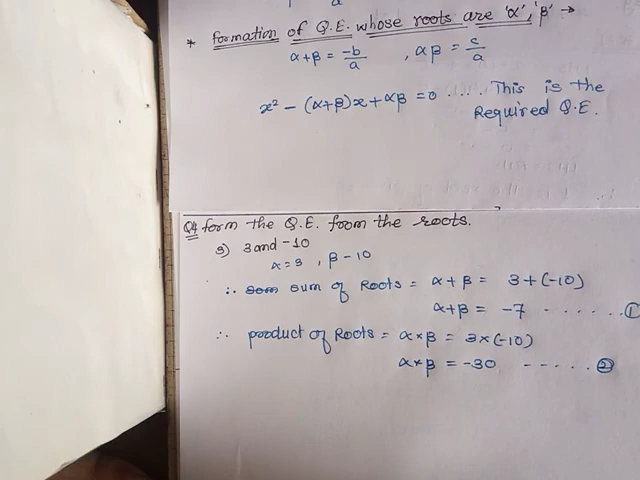 * Formation of Q.E. whose roots are 'α', 'β' →
α+β = -b/a , αβ = c/a
x² - (α+β)x + αβ = 0 .... This is the
Required Q.E.
Q4 form the Q.E. from the roots.
3) 3 and -10
α = 3 , β - 10
∴ sum of Roots = α + β = 3+(-10)
α+β = -7 - - - - - - - ①
∴ product of Roots = α×β = 3×(-10)
α×β = -30 - - - - . . ②